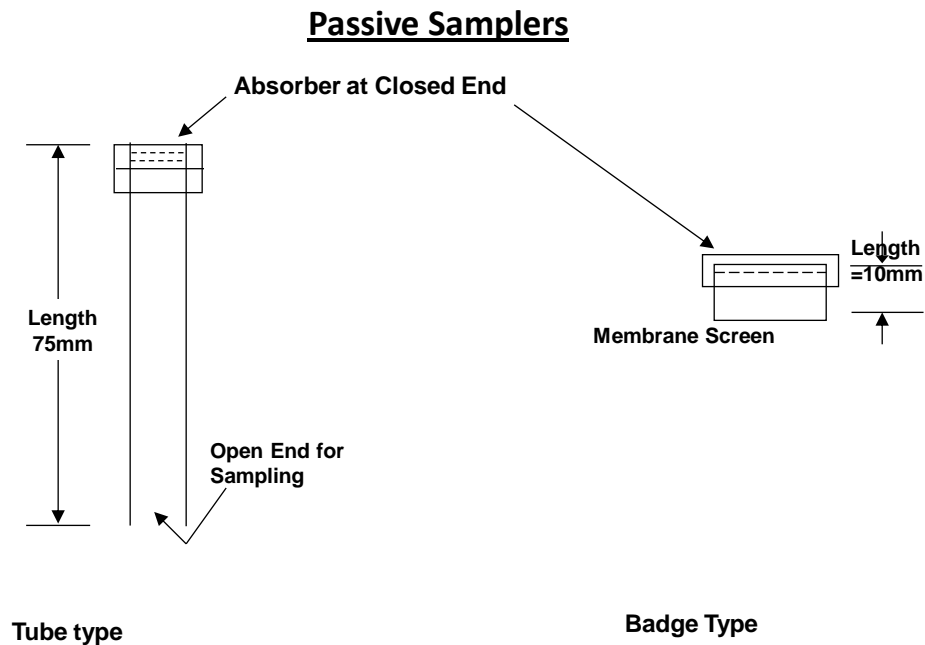 Passive Samplers
Absorber at Closed End
Length
=10mm
Length
75mm
Membrane Screen
Open End for
Sampling
Tube type
Badge Type